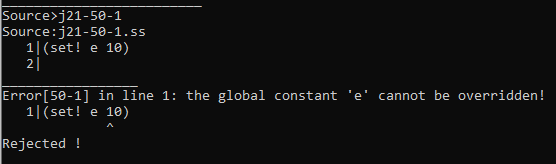 Source>j21-50-1
Source:j21-50-1.ss
1|(set! e 10)
2|
Error[50-1] in line 1: the global constant 'e' cannot be overridden!
1|(set! e 10)
^
Rejected !